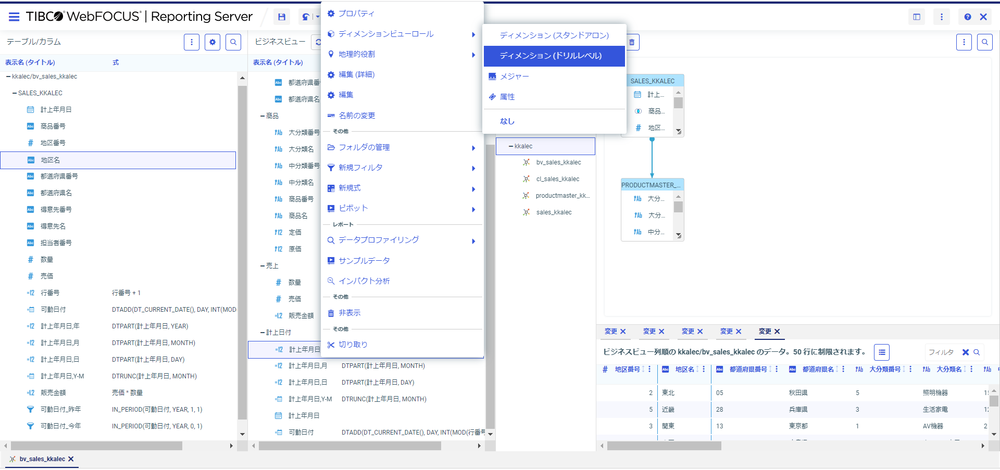 TIBCO® WebFOCUS® | Reporting Server
テーブル/カラム
表示名 (タイトル)
式
kkalec/bv_sales_kkalec
SALES_KKALEC
計上年月日
商品番号
地区番号
地区名
都道府県番号
都道府県名
得意先番号
得意先名
担当者番号
数量
売価
行番号
行番号 + 1
可動日付
DTADD(DT_CURRENT_DATE(), DAY, INT(MOD(
計上年月日,年
DTPART(計上年月日, YEAR)
計上年月日,月
DTPART(計上年月日, MONTH)
計上年月日,日
DTPART(計上年月日, DAY)
計上年月日,Y-M
DTRUNC(計上年月日, MONTH)
販売金額
売価 * 数量
可動日付_昨年
IN_PERIOD(可動日付, YEAR, 1, 1)
可動日付_今年
IN_PERIOD(可動日付, YEAR, 0, 1)
ビジネスビュー
表示名 (タイトル)
都道府県番
都道府県名
商品
大分類番号
大分類名
中分類番号
中分類名
商品番号
商品名
定価
原価
売上
数量
売価
販売金額
計上日付
計上年月日
計上年月日,月
DTPART(計上年月日, MONTH)
計上年月日,日
DTPART(計上年月日, DAY)
計上年月日,Y-M
DTRUNC(計上年月日, MONTH)
計上年月日
可動日付
DTADD(DT_CURRENT_DATE(), DAY, INT(MOD(行番号
プロパティ
ディメンションビューロール
地理的役割
編集 (詳細)
編集
名前の変更
その他
フォルダの管理
新規フィルタ
新規式
ピボット
レポート
データプロファイリング
サンプルデータ
インパクト分析
その他
非表示
その他
切り取り
ディメンション (スタンドアロン)
ディメンション (ドリルレベル)
メジャー
属性
なし
kkalec
bv_sales_kkalec
cl_sales_kkalec
productmaster_kk...
sales_kkalec
SALES_KKALEC
計上...
商品...
地区...
PRODUCTMASTER_...
大分...
大分...
中分...
変更
変更
変更
変更
変更
ビジネスビュー列順の kkalec/bv_sales_kkalec のデータ。50 行に制限されます。
フィルタ
# 地区番号 地区名 都道府県番号 都道府県名 大分類番号 大分類名
2 東北 05 秋田県 5 照明機器
5 近畿 28 兵庫県 3 生活家電
3 関東 13 東京都 1 AV機器 2
bv_sales_kkalec